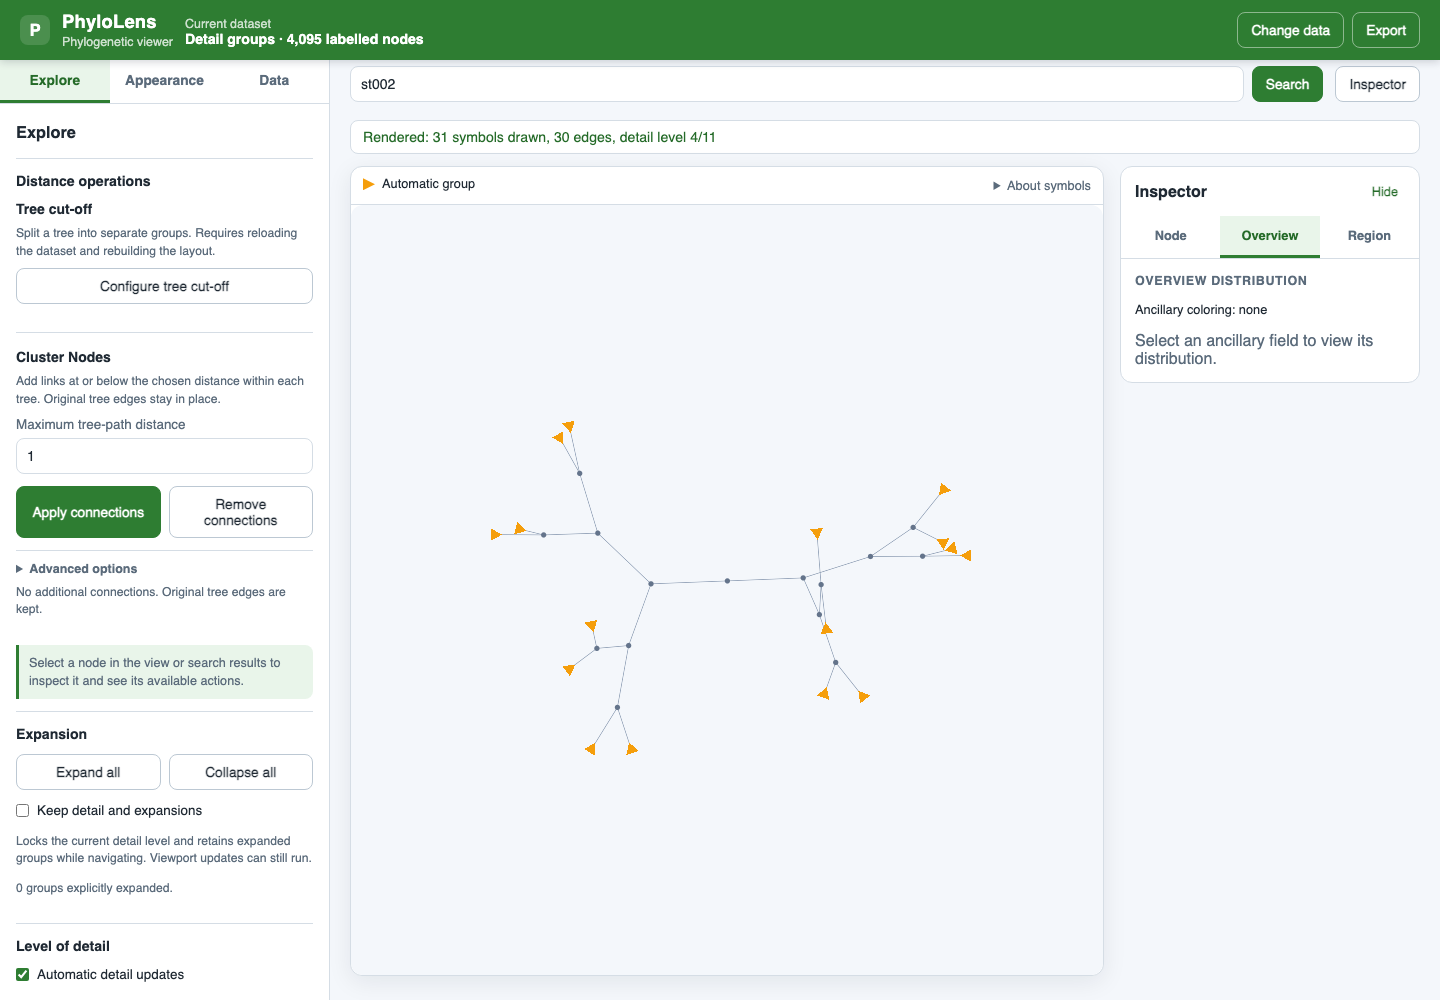 P
PhyloLens
Phylogenetic viewer
Current dataset
Detail groups · 4,095 labelled nodes
Change data
Export
Explore
Appearance
Data
st002
Search
Inspector
Rendered: 31 symbols drawn, 30 edges, detail level 4/11
Explore
Distance operations
Tree cut-off
Split a tree into separate groups. Requires reloading
the dataset and rebuilding the layout.
Configure tree cut-off
Cluster Nodes
Add links at or below the chosen distance within each
tree. Original tree edges stay in place.
Maximum tree-path distance
1
Apply connections
Remove
connections
Advanced options
No additional connections. Original tree edges are
kept.
Select a node in the view or search results to
inspect it and see its available actions.
Expansion
Expand all
Collapse all
Keep detail and expansions
Locks the current detail level and retains expanded
groups while navigating. Viewport updates can still run.
0 groups explicitly expanded.
Level of detail
Automatic detail updates
Automatic group
About symbols
Inspector
Hide
Node
Overview
Region
OVERVIEW DISTRIBUTION
Ancillary coloring: none
Select an ancillary field to view its
distribution.